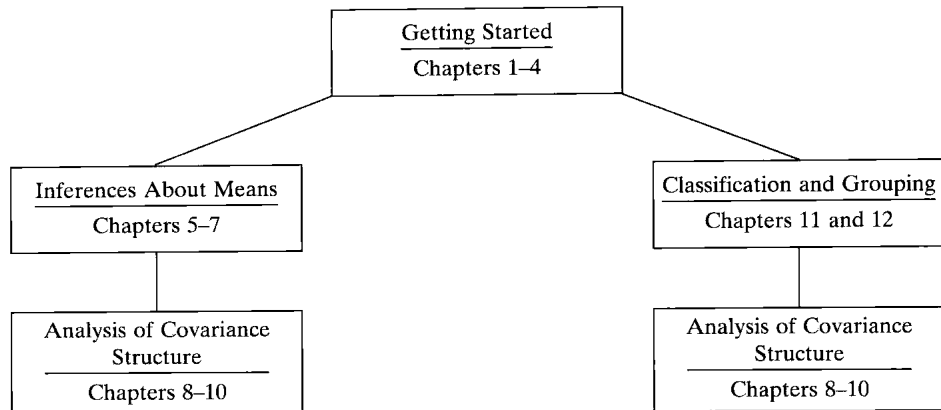 Getting Started
Chapters 1–4
Inferences About Means
Chapters 5–7
Classification and Grouping
Chapters 11 and 12
Analysis of Covariance
Structure
Chapters 8–10
Analysis of Covariance
Structure
Chapters 8–10